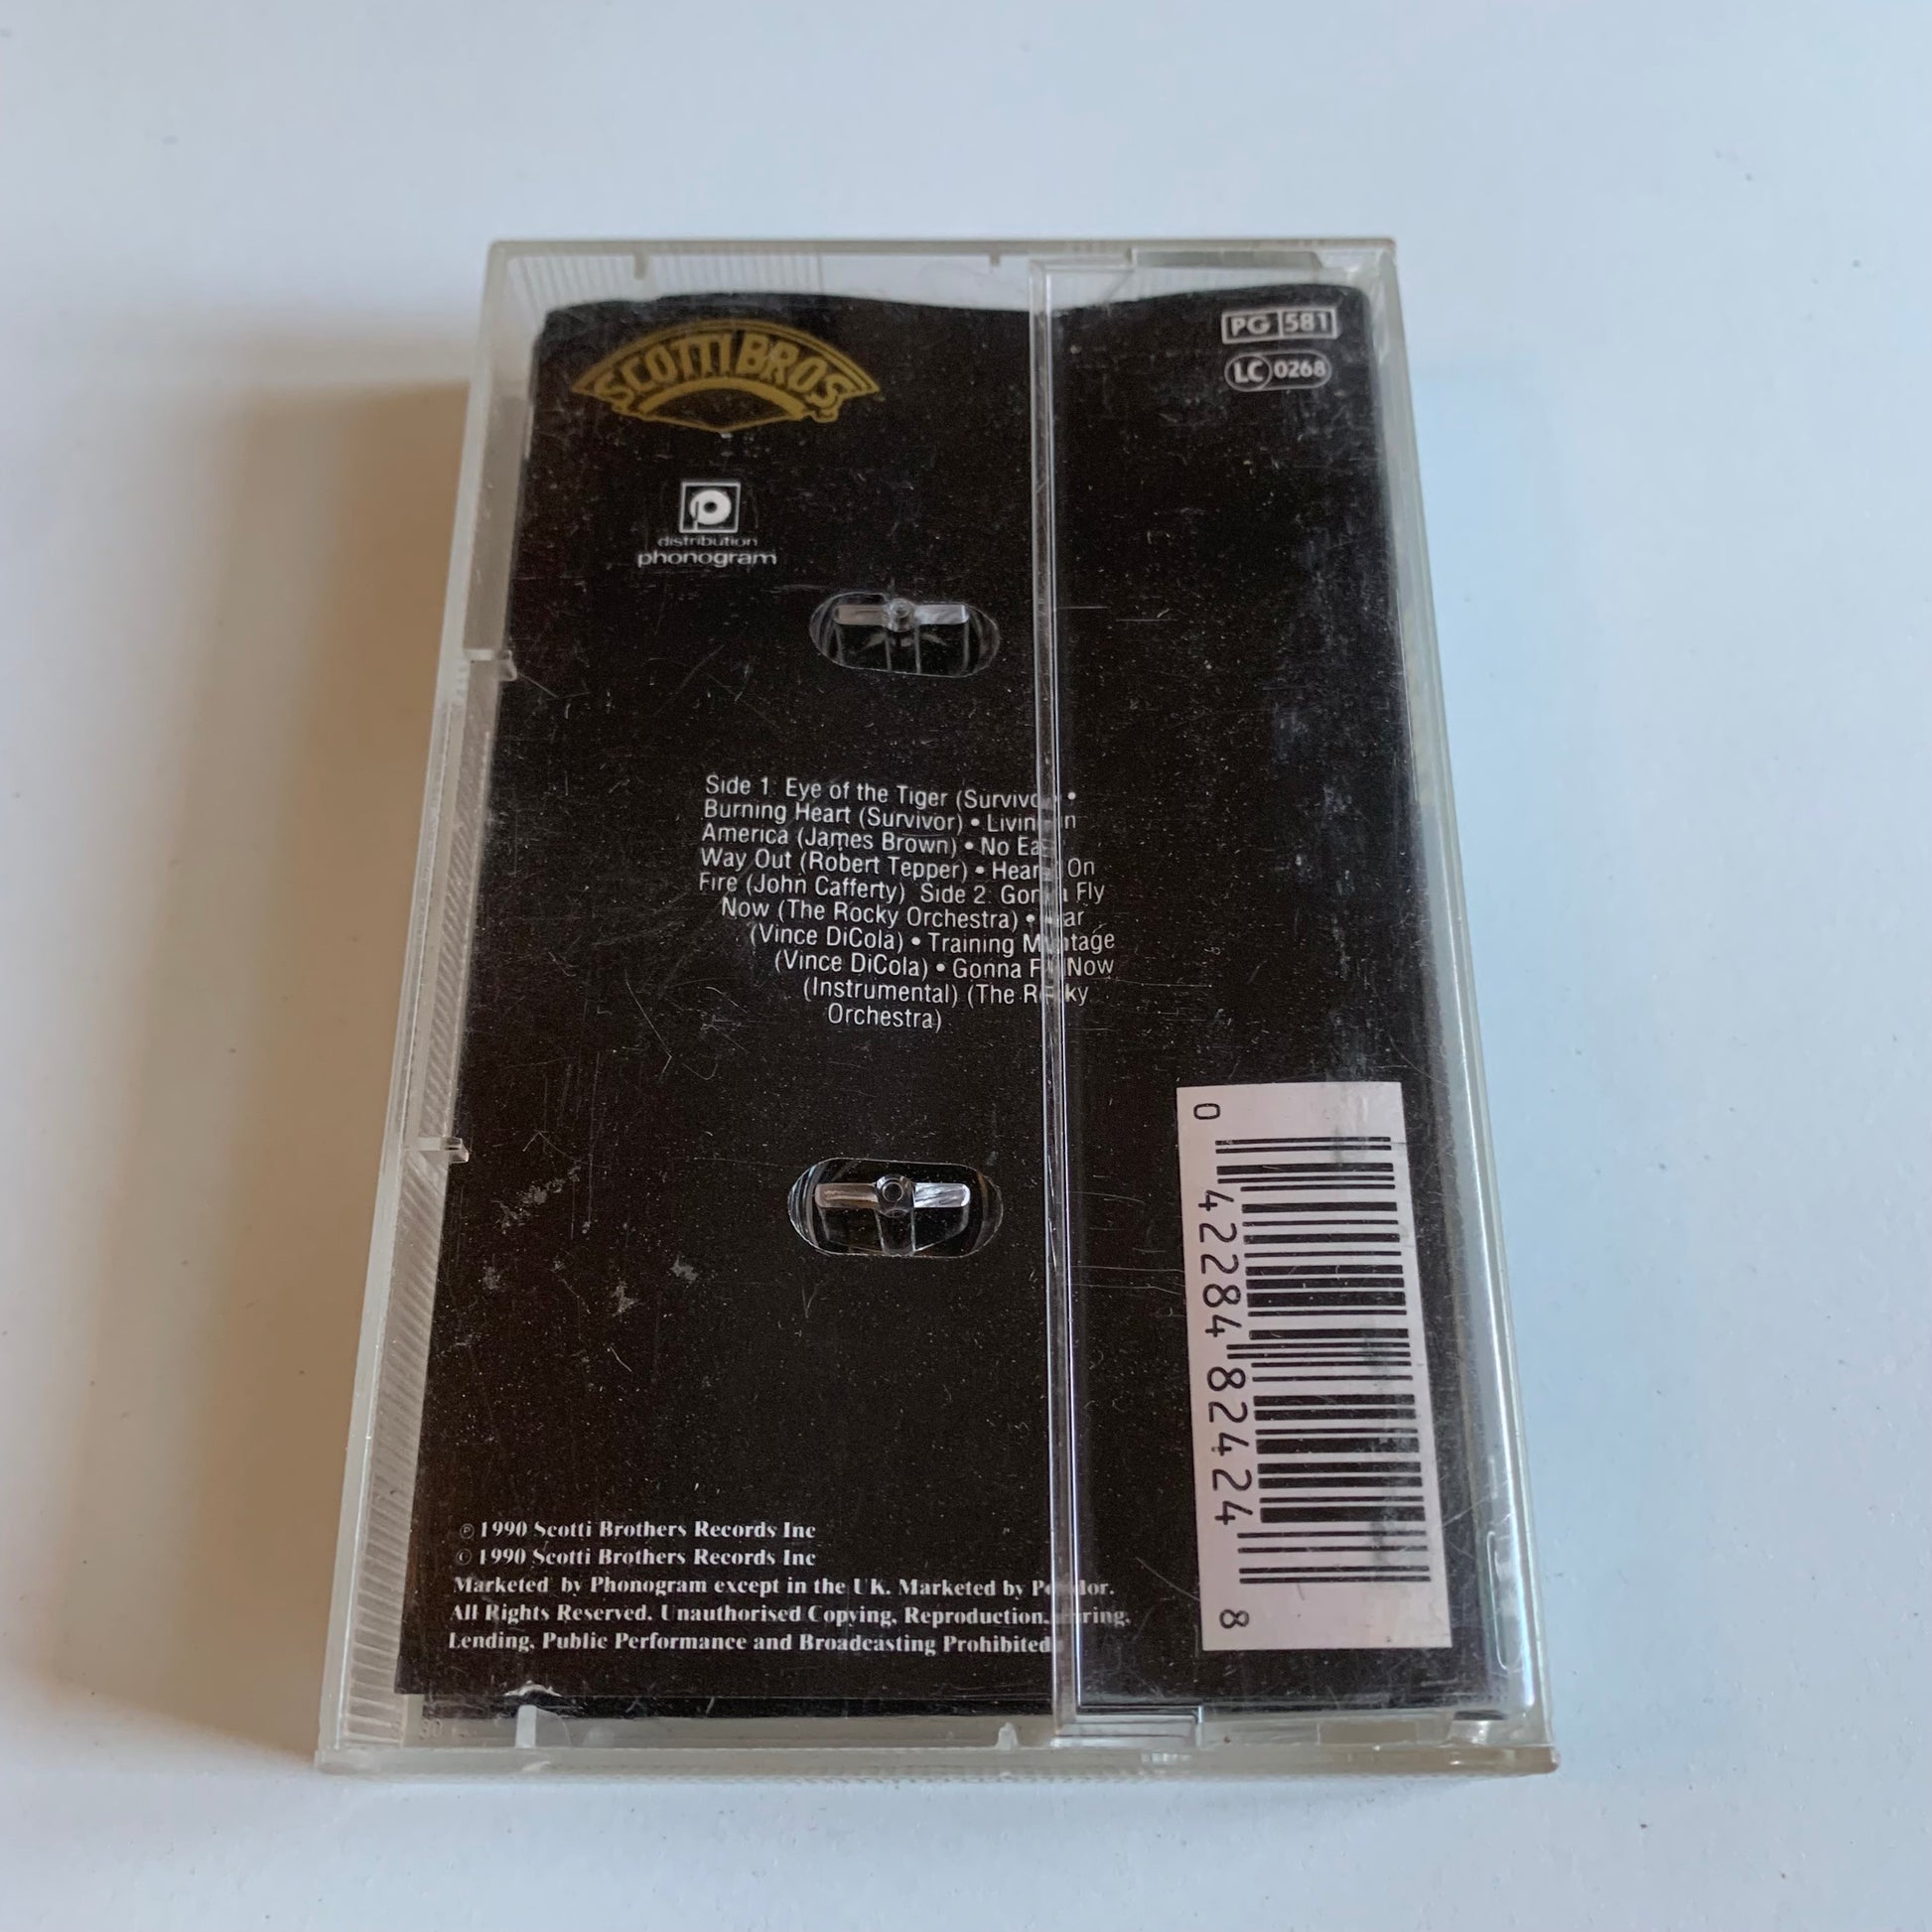 SCOTTI BROS.
PG 581
LC 0268
distribution
phonogram
Side 1: Eye of the Tiger (Survivor) •
Burning Heart (Survivor) • Living in
America (James Brown) • No Easy
Way Out (Robert Tepper) • Hearts On
Fire (John Cafferty) Side 2: Gonna Fly
Now (The Rocky Orchestra) •
(Vince DiCola) • Training Montage
(Vince DiCola) • Gonna Fly Now
(Instrumental) (The Rocky
Orchestra)
0 42284 82424 8
℗ 1990 Scotti Brothers Records Inc
© 1990 Scotti Brothers Records Inc
Marketed by Phonogram except in the UK. Marketed by Polydor.
All Rights Reserved. Unauthorised Copying, Reproduction, Hiring,
Lending, Public Performance and Broadcasting Prohibited.